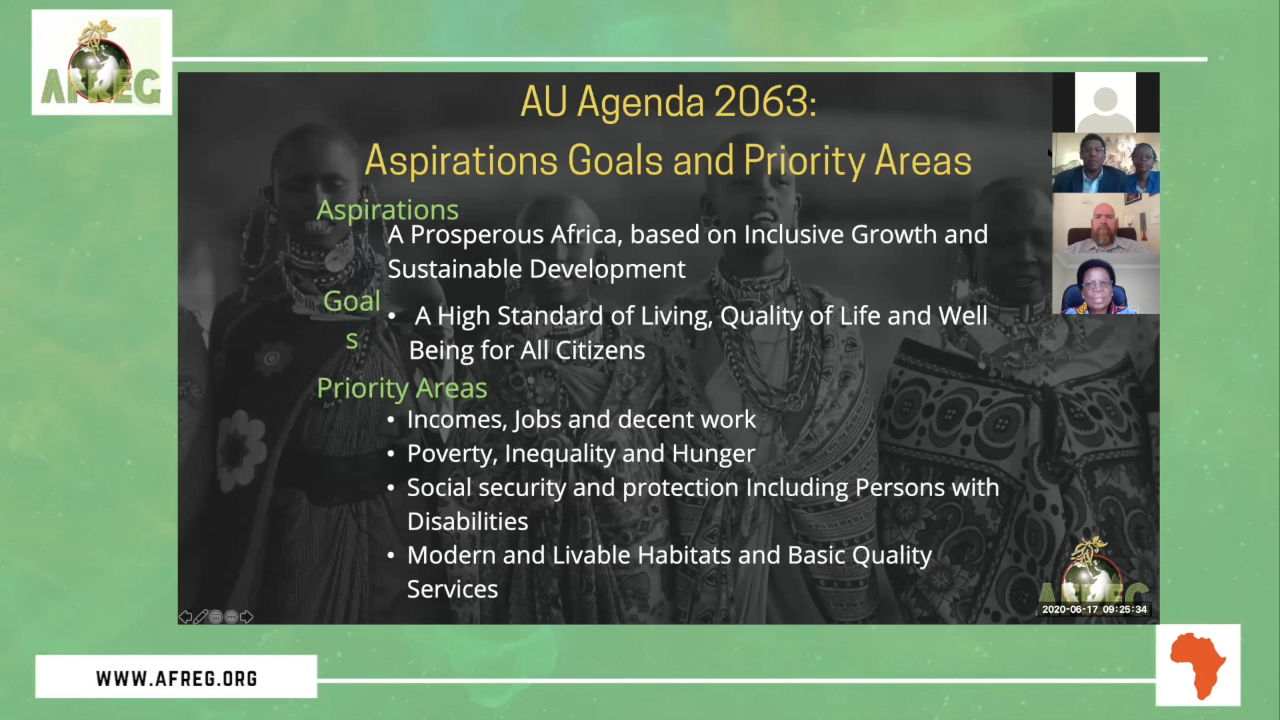 AFREG
AU Agenda 2063:
Aspirations Goals and Priority Areas
Aspirations
A Prosperous Africa, based on Inclusive Growth and
Sustainable Development
Goal
s
• A High Standard of Living, Quality of Life and Well
Being for All Citizens
Priority Areas
• Incomes, Jobs and decent work
• Poverty, Inequality and Hunger
• Social security and protection Including Persons with
Disabilities
• Modern and Livable Habitats and Basic Quality
Services
AFREG
2020-06-17 09:25:34
WWW.AFREG.ORG